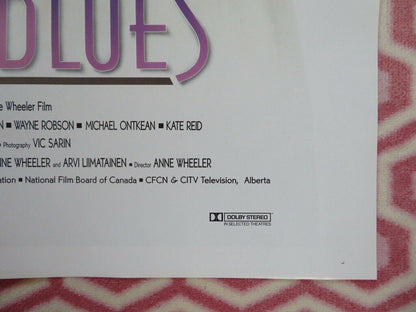 BLUES
e Wheeler Film
N ■ WAYNE ROBSON ■ MICHAEL ONTKEAN ■ KATE REID
Photography VIC SARIN
NE WHEELER and ARVI LIIMATAINEN ■ Director ANNE WHEELER
ation ■ National Film Board of Canada ■ CFCN & CITV Television, Alberta
DOLBY STEREO
IN SELECTED THEATRES